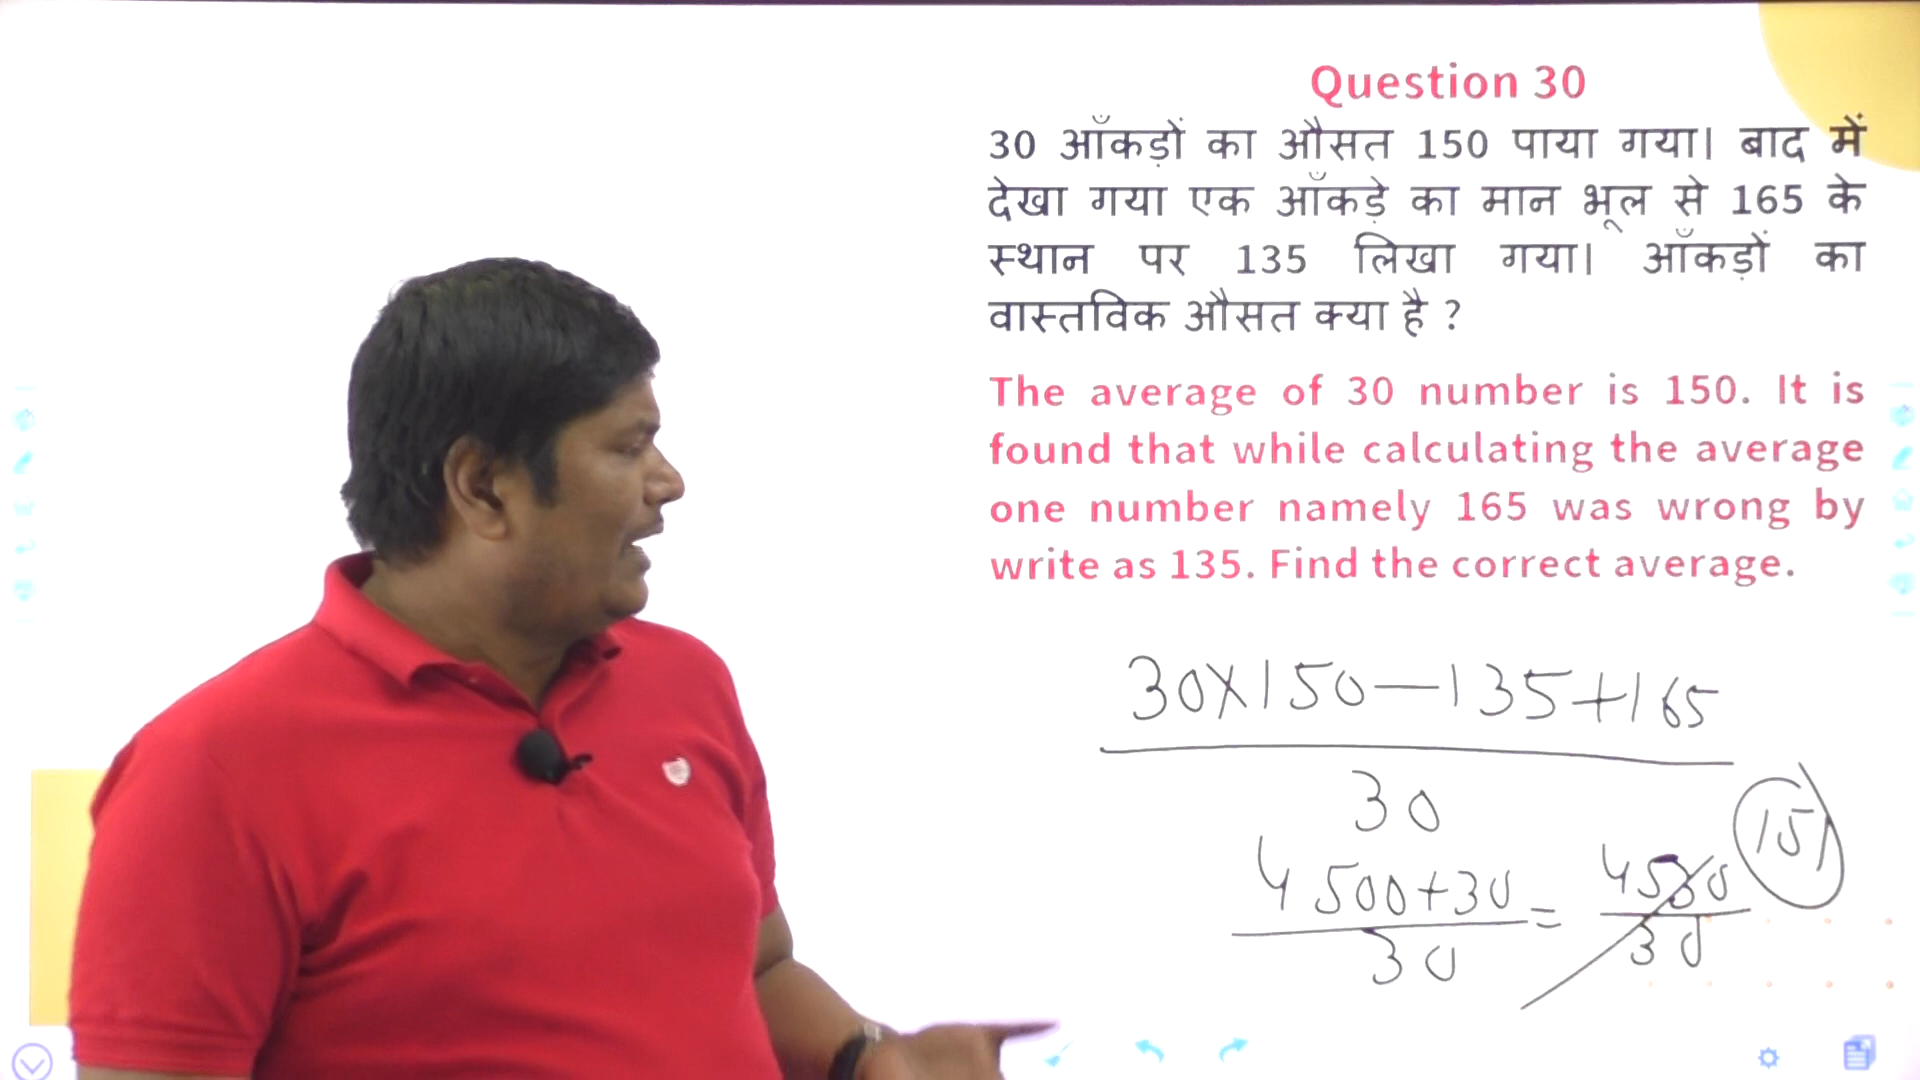 Question 30
30 आँकड़ों का औसत 150 पाया गया। बाद में
देखा गया एक आँकड़े का मान भूल से 165 के
स्थान पर 135 लिखा गया। आँकड़ों का
वास्तविक औसत क्या है ?
The average of 30 number is 150. It is
found that while calculating the average
one number namely 165 was wrong by
write as 135. Find the correct average.
30X150-135+165
30
4500+30 = 4530
30 30
151